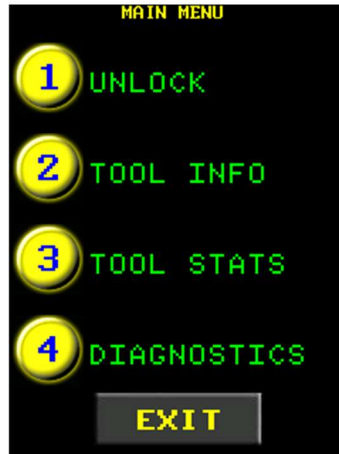 MAIN MENU
1 UNLOCK
2 TOOL INFO
3 TOOL STATS
4 DIAGNOSTICS
EXIT